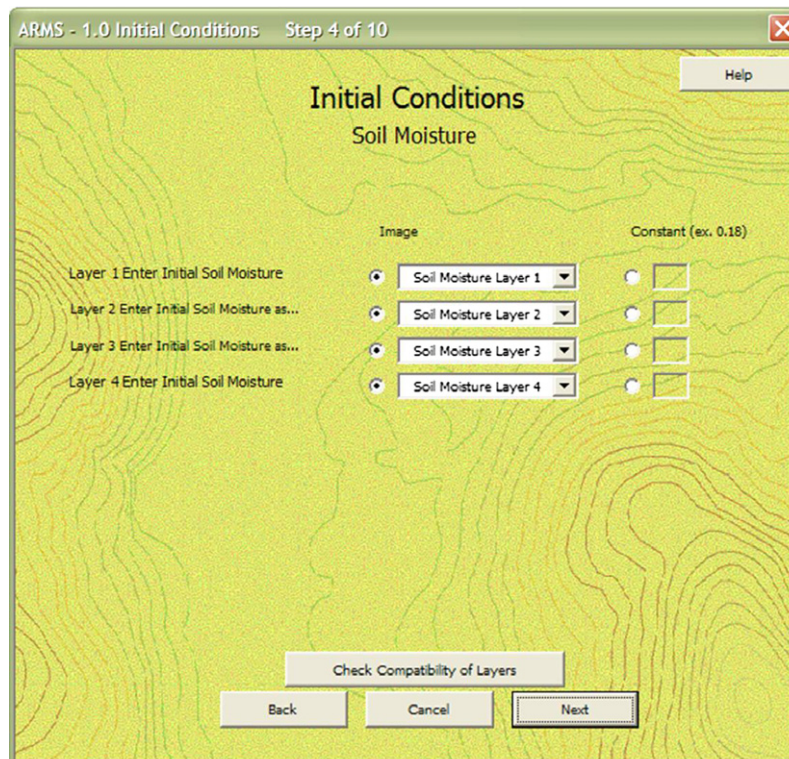 ARMS - 1.0 Initial Conditions Step 4 of 10
Help
Initial Conditions
Soil Moisture
Image Constant (ex. 0.18)
Layer 1 Enter Initial Soil Moisture Soil Moisture Layer 1
Layer 2 Enter Initial Soil Moisture as... Soil Moisture Layer 2
Layer 3 Enter Initial Soil Moisture as... Soil Moisture Layer 3
Layer 4 Enter Initial Soil Moisture Soil Moisture Layer 4
Check Compatibility of Layers
Back Cancel Next